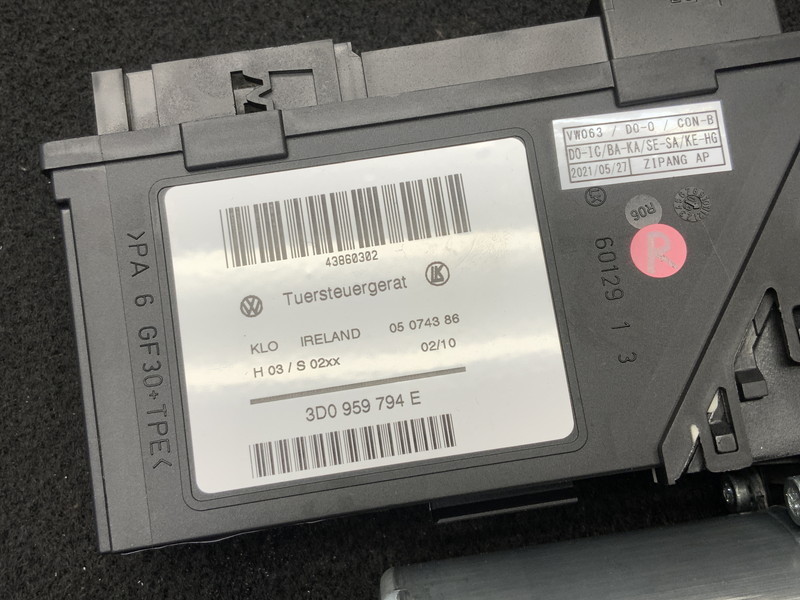 VW063 / DO-0 / CON-B
DO-IC/BA-KA/SE-SA/KE-HG
2021/05/27 ZIPANG AP
R06
R
60129 1 3
>PA 6 GF30+TPE<
43860302
Tuersteuergerat
KLO IRELAND 05 0743 86
H 03 / S 02xx 02/10
3D0 959 794 E